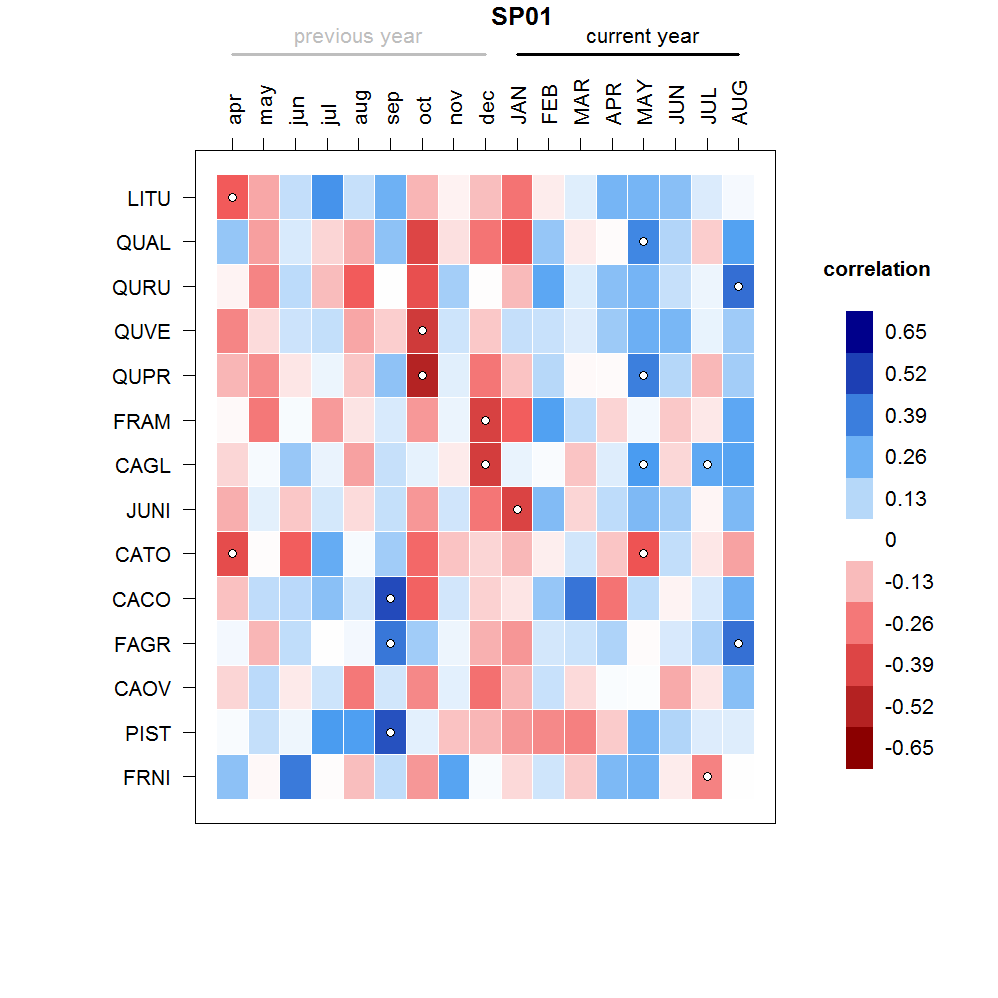 SP01
previous year current year
apr may jun jul aug sep oct nov dec JAN FEB MAR APR MAY JUN JUL AUG
LITU
QUAL
QURU
QUVE
QUPR
FRAM
CAGL
JUNI
CATO
CACO
FAGR
CAOV
PIST
FRNI
correlation
0.65
0.52
0.39
0.26
0.13
0
-0.13
-0.26
-0.39
-0.52
-0.65